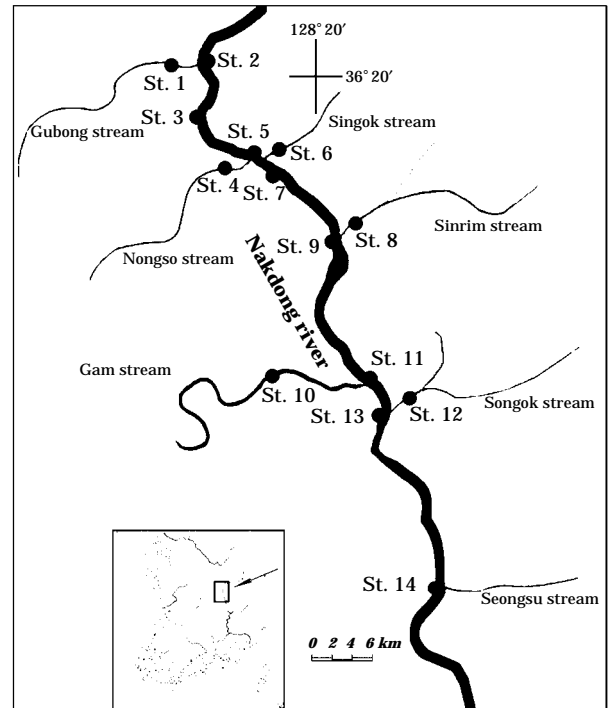 128° 20′
St. 2
36° 20′
St. 1
St. 3
Singok stream
Gubong stream
St. 5
St. 6
St. 4
St. 7
St. 8
Sinrim stream
St. 9
Nongso stream
Nakdong river
St. 11
Gam stream
St. 10
St. 12
Songok stream
St. 13
St. 14
Seongsu stream
0 2 4 6 km